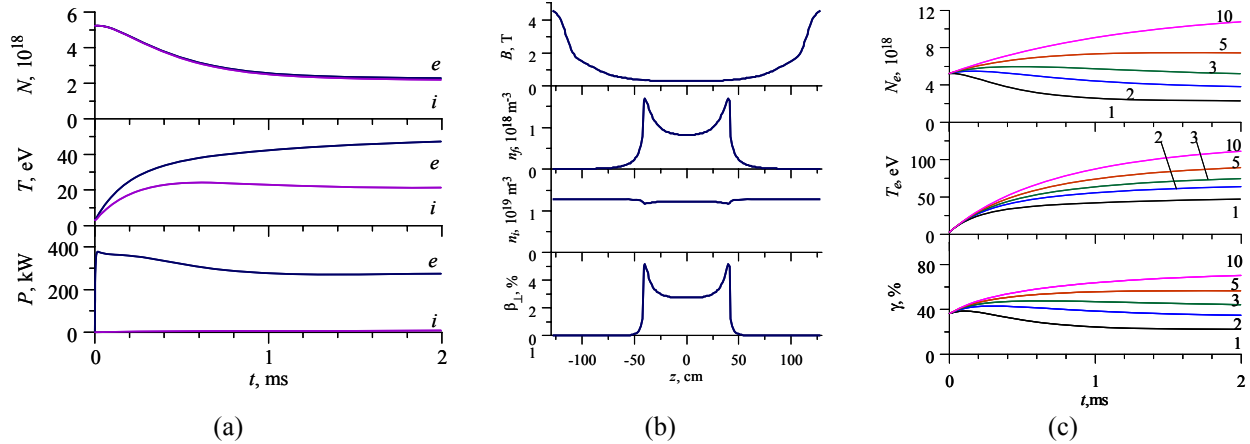 6
4
2
0
N, 10^18
e
i
60
40
20
0
T, eV
e
i
400
200
0
P, kW
e
i
0
1
2
t, ms
(a)
4
2
0
B, T
1
0
n_f, 10^18 m^-3
1
0
n_i, 10^19 m^-3
4
2
0
1
β⊥, %
-100
-50
0
50
100
z, cm
(b)
12
8
4
0
N_e, 10^18
10
5
3
2
1
100
50
0
T_e, eV
2
3
10
5
1
80
40
0
γ, %
10
5
3
2
1
0
1
2
t,ms
(c)